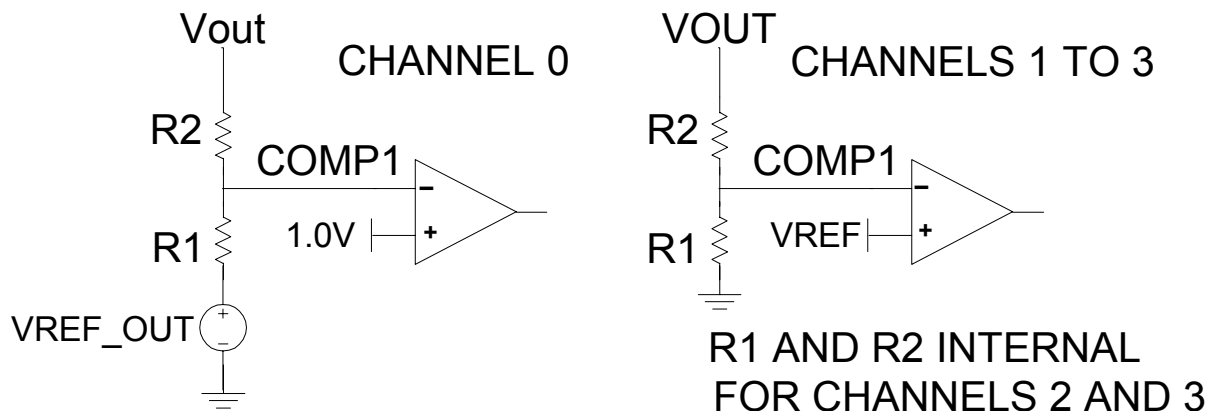 Vout
CHANNEL 0
R2
COMP1
−
R1
1.0V
+
VREF_OUT
+
−
VOUT
CHANNELS 1 TO 3
R2
COMP1
−
R1
VREF
+
R1 AND R2 INTERNAL
FOR CHANNELS 2 AND 3